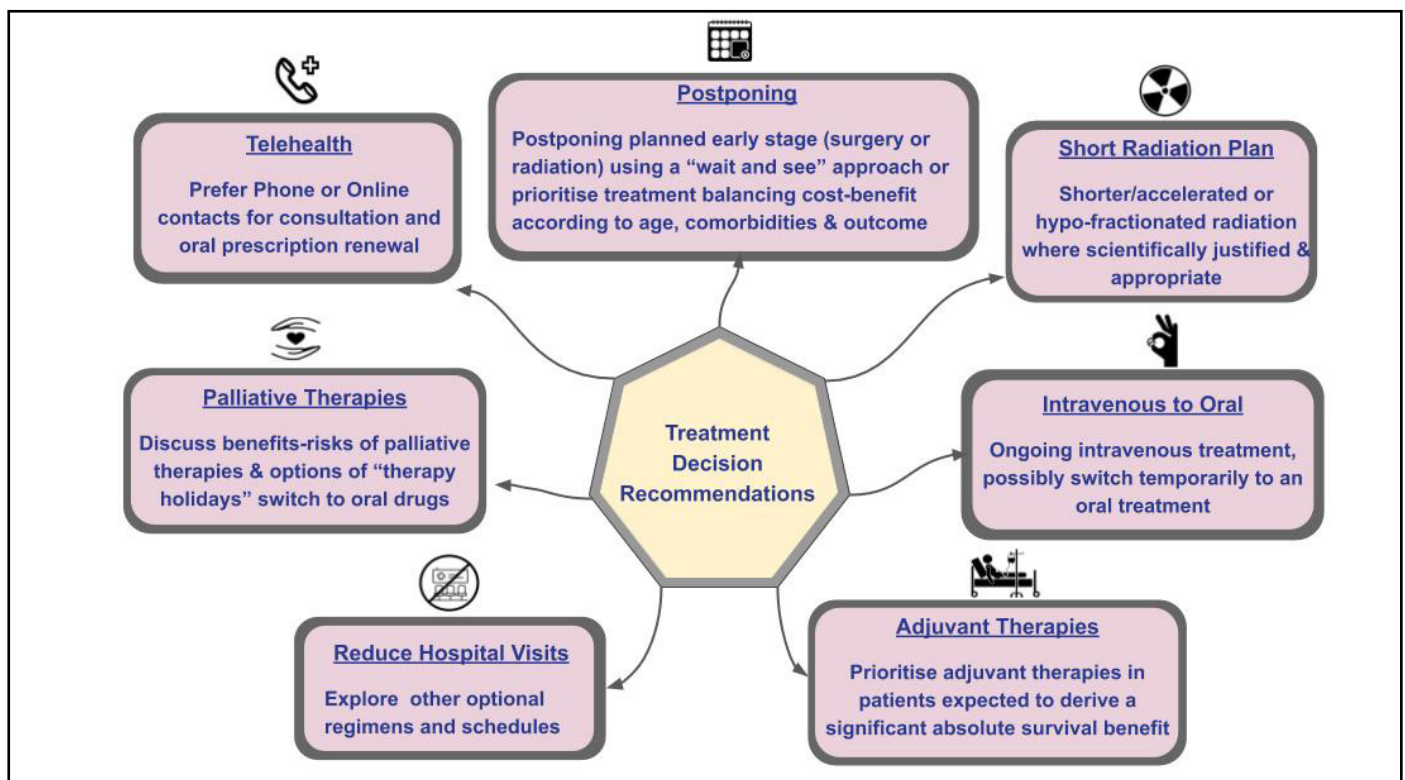 Postponing
Postponing planned early stage (surgery or
radiation) using a “wait and see” approach or
prioritise treatment balancing cost-benefit
according to age, comorbidities & outcome
Telehealth
Prefer Phone or Online
contacts for consultation and
oral prescription renewal
Short Radiation Plan
Shorter/accelerated or
hypo-fractionated radiation
where scientifically justified &
appropriate
Palliative Therapies
Discuss benefits-risks of palliative
therapies & options of “therapy
holidays” switch to oral drugs
Treatment
Decision
Recommendations
Intravenous to Oral
Ongoing intravenous treatment,
possibly switch temporarily to an
oral treatment
Reduce Hospital Visits
Explore other optional
regimens and schedules
Adjuvant Therapies
Prioritise adjuvant therapies in
patients expected to derive a
significant absolute survival benefit